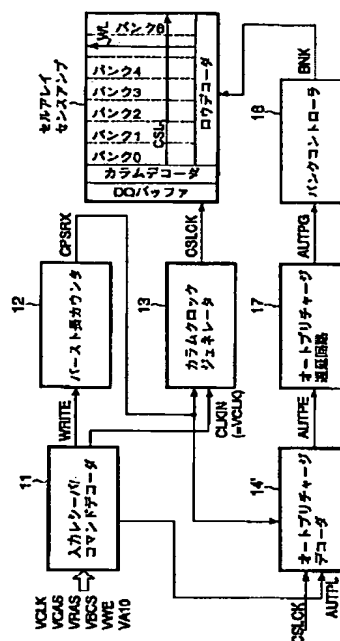 セルアレイ
センスアンプ
バンク0
バンク1
バンク2
バンク3
バンク4
バンク6
WL
CSL
カラムデコーダ
DQバッファ
ロウデコーダ
12
CPSRX
バースト長カウンタ
WRITE
13
CSLCK
カラムクロック
ジェネレータ
CLKIN
(=VCLK)
11
入力レシーバ/
コマンドデコーダ
VCLK
VCAS
VRAS
VBCS
VWE
VA10
18
BNK
バンクコントローラ
AUTPG
17
オートプリチャージ
遅延回路
AUTPE
14'
オートプリチャージ
デコーダ
CSLCK
AUTPL